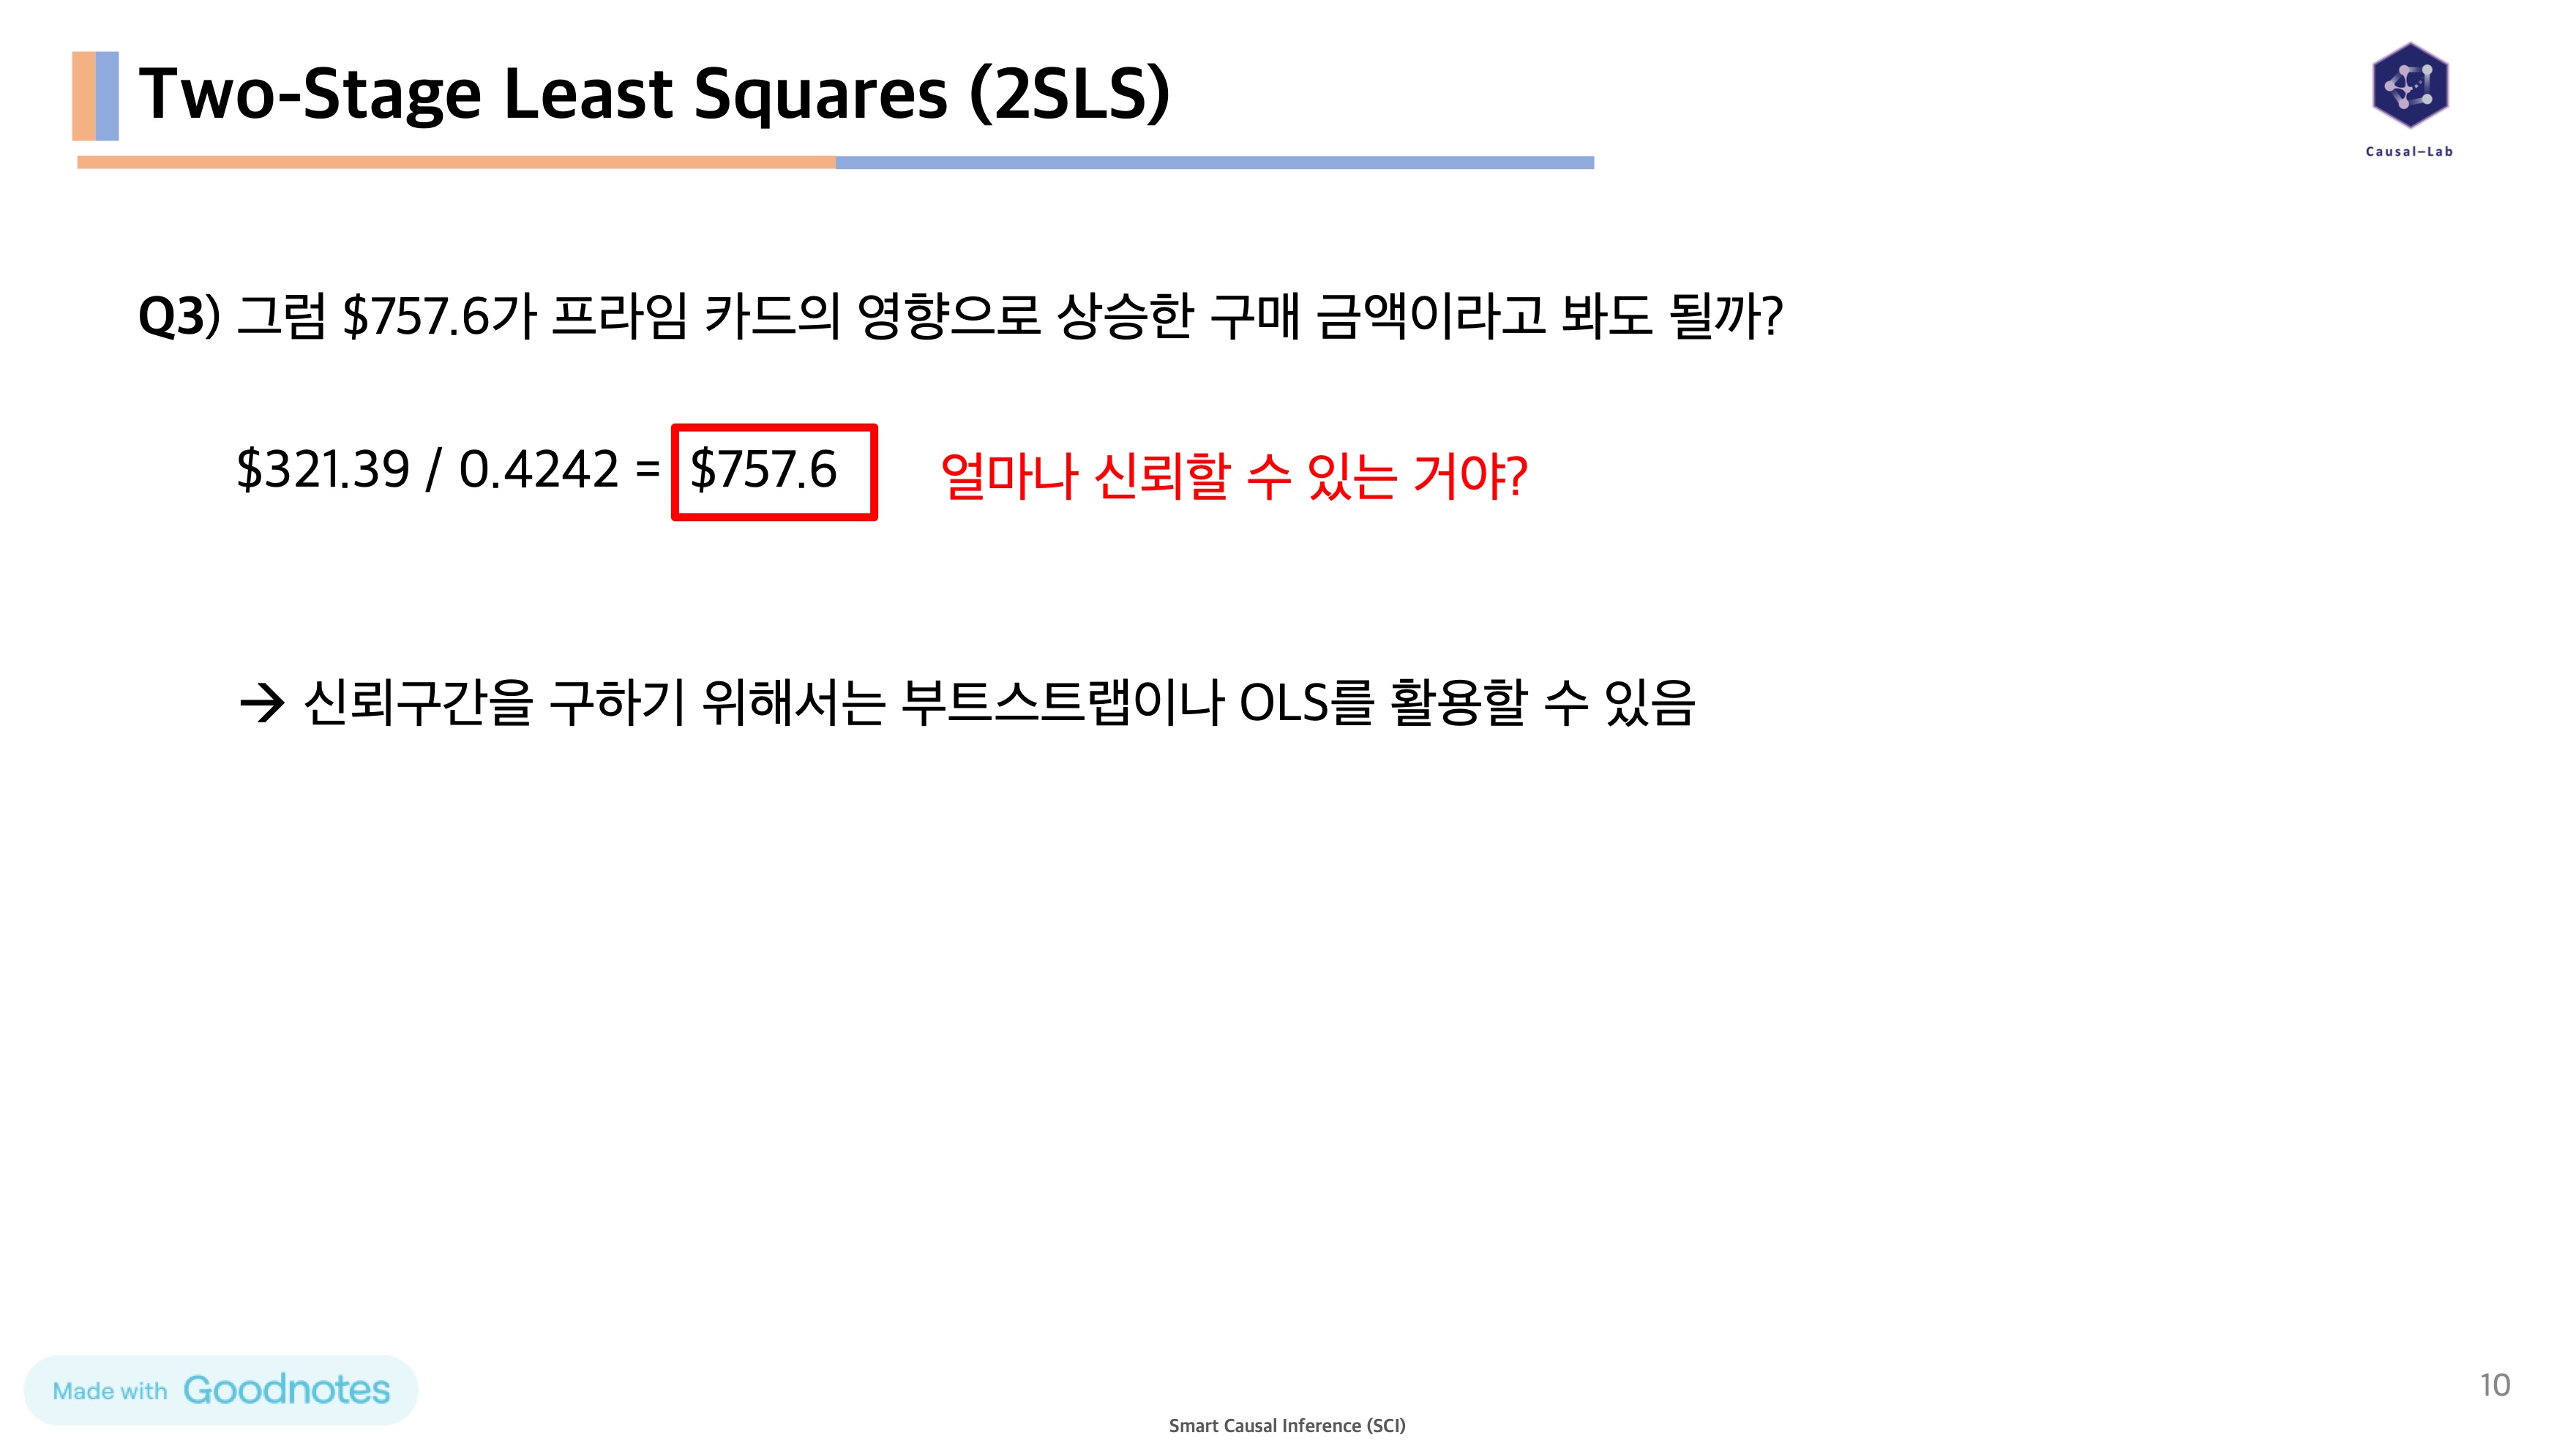 Two-Stage Least Squares (2SLS)
Causal-Lab
Q3) 그럼 $757.6가 프라임 카드의 영향으로 상승한 구매 금액이라고 봐도 될까?
$321.39 / 0.4242 = $757.6 얼마나 신뢰할 수 있는 거야?
→ 신뢰구간을 구하기 위해서는 부트스트랩이나 OLS를 활용할 수 있음
Made with Goodnotes
10
Smart Causal Inference (SCI)